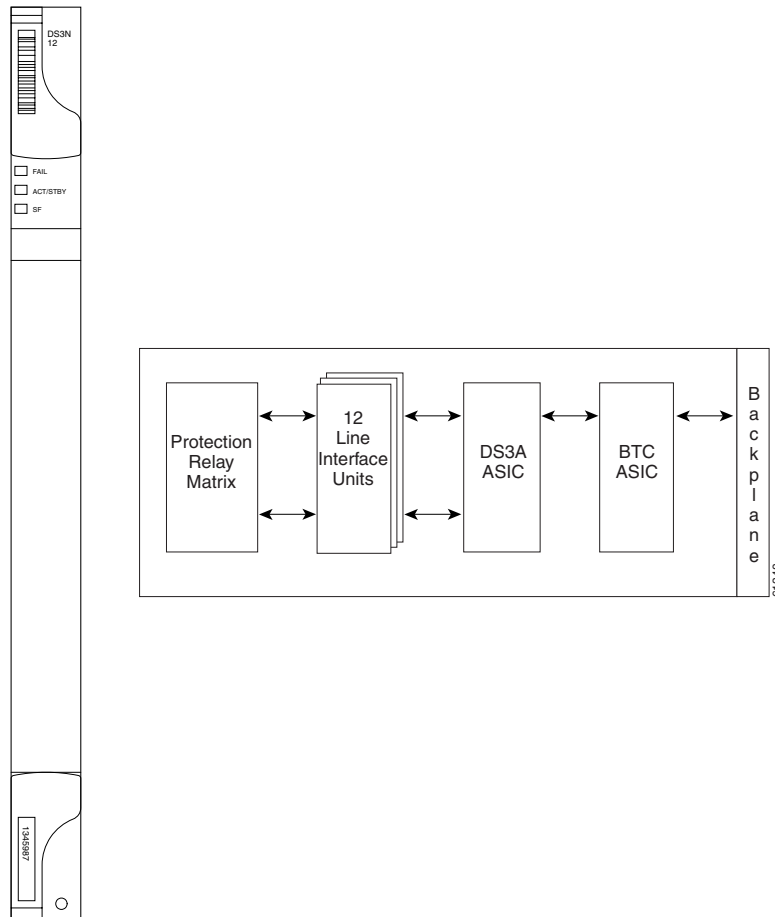 DS3N
12
FAIL
ACT/STBY
SF
Protection
Relay
Matrix
12
Line
Interface
Units
DS3A
ASIC
BTC
ASIC
B
a
c
k
p
l
a
n
e
1345987